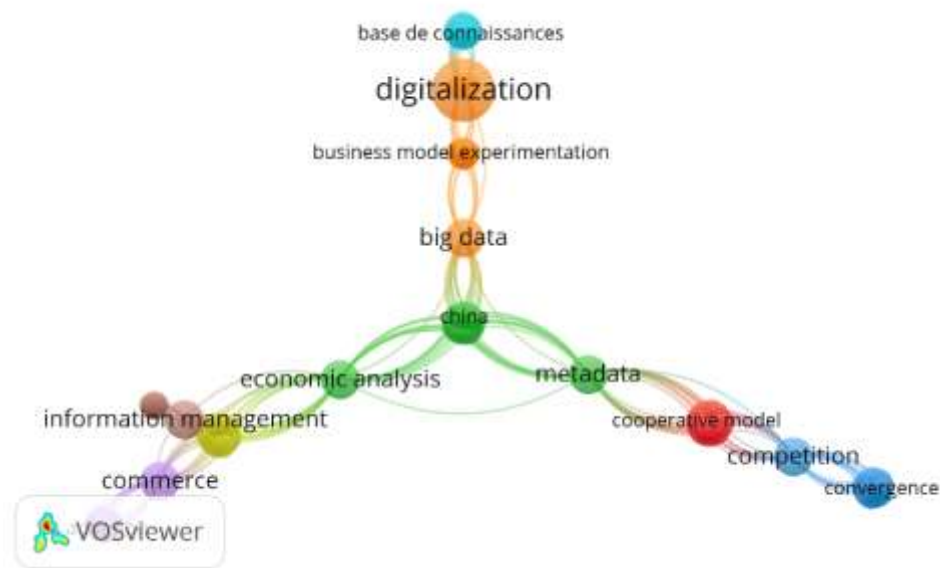 base de connaissances
digitalization
business model experimentation
big data
china
economic analysis
metadata
information management
cooperative model
competition
commerce
convergence
VOSviewer